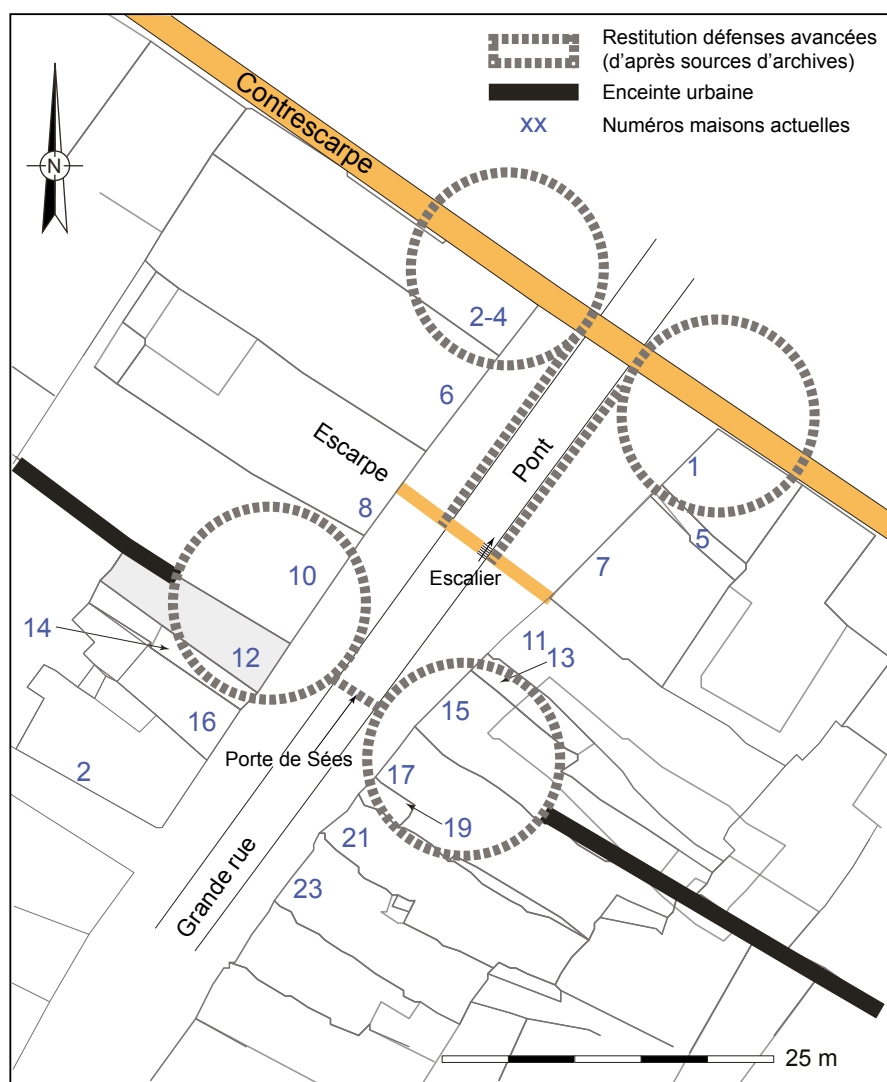 Restitution défenses avancées
(d'après sources d'archives)
Enceinte urbaine
xx Numéros maisons actuelles
Contrescarpe
N
2-4
6
Escarpe
Pont
1
8
5
Escalier
7
10
14
12
11
13
15
16
Porte de Sées
2
17
19
21
Grande rue
23
25 m